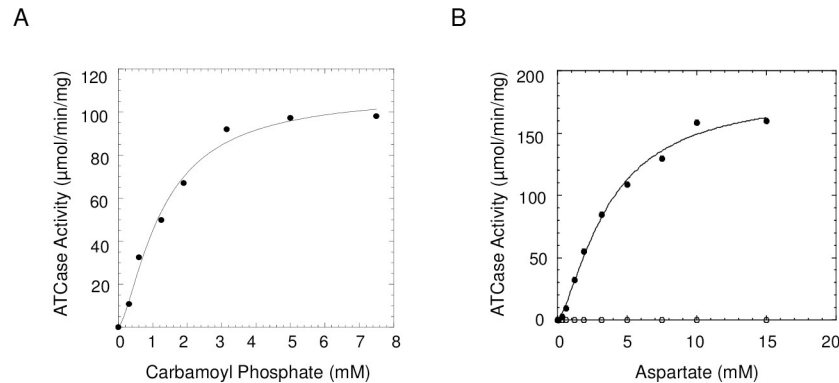 A
B
ATCase Activity (µmol/min/mg)
120
100
80
60
40
20
0 1 2 3 4 5 6 7 8
Carbamoyl Phosphate (mM)
ATCase Activity (µmol/min/mg)
200
150
100
50
0
0 5 10 15 20
Aspartate (mM)